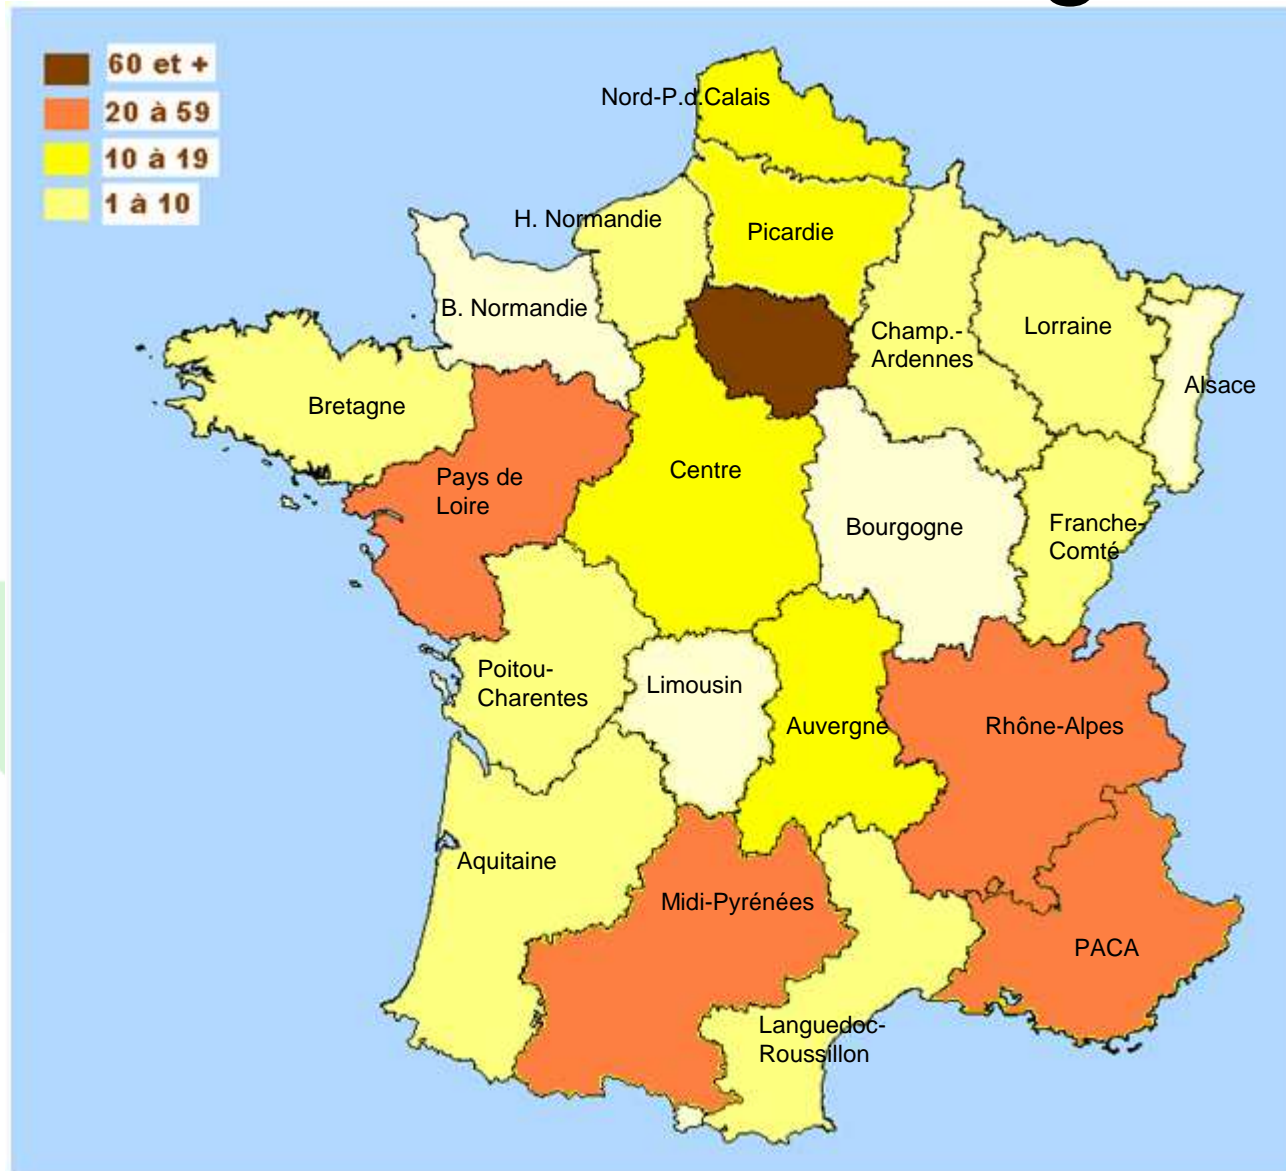 60 et +
20 à 59
10 à 19
1 à 10
Nord-P.d.Calais
H. Normandie
Picardie
B. Normandie
Champ.-
Ardennes
Lorraine
Alsace
Bretagne
Pays de
Loire
Centre
Bourgogne
Franche-
Comté
Poitou-
Charentes
Limousin
Auvergne
Rhône-Alpes
Aquitaine
Midi-Pyrénées
PACA
Languedoc-
Roussillon